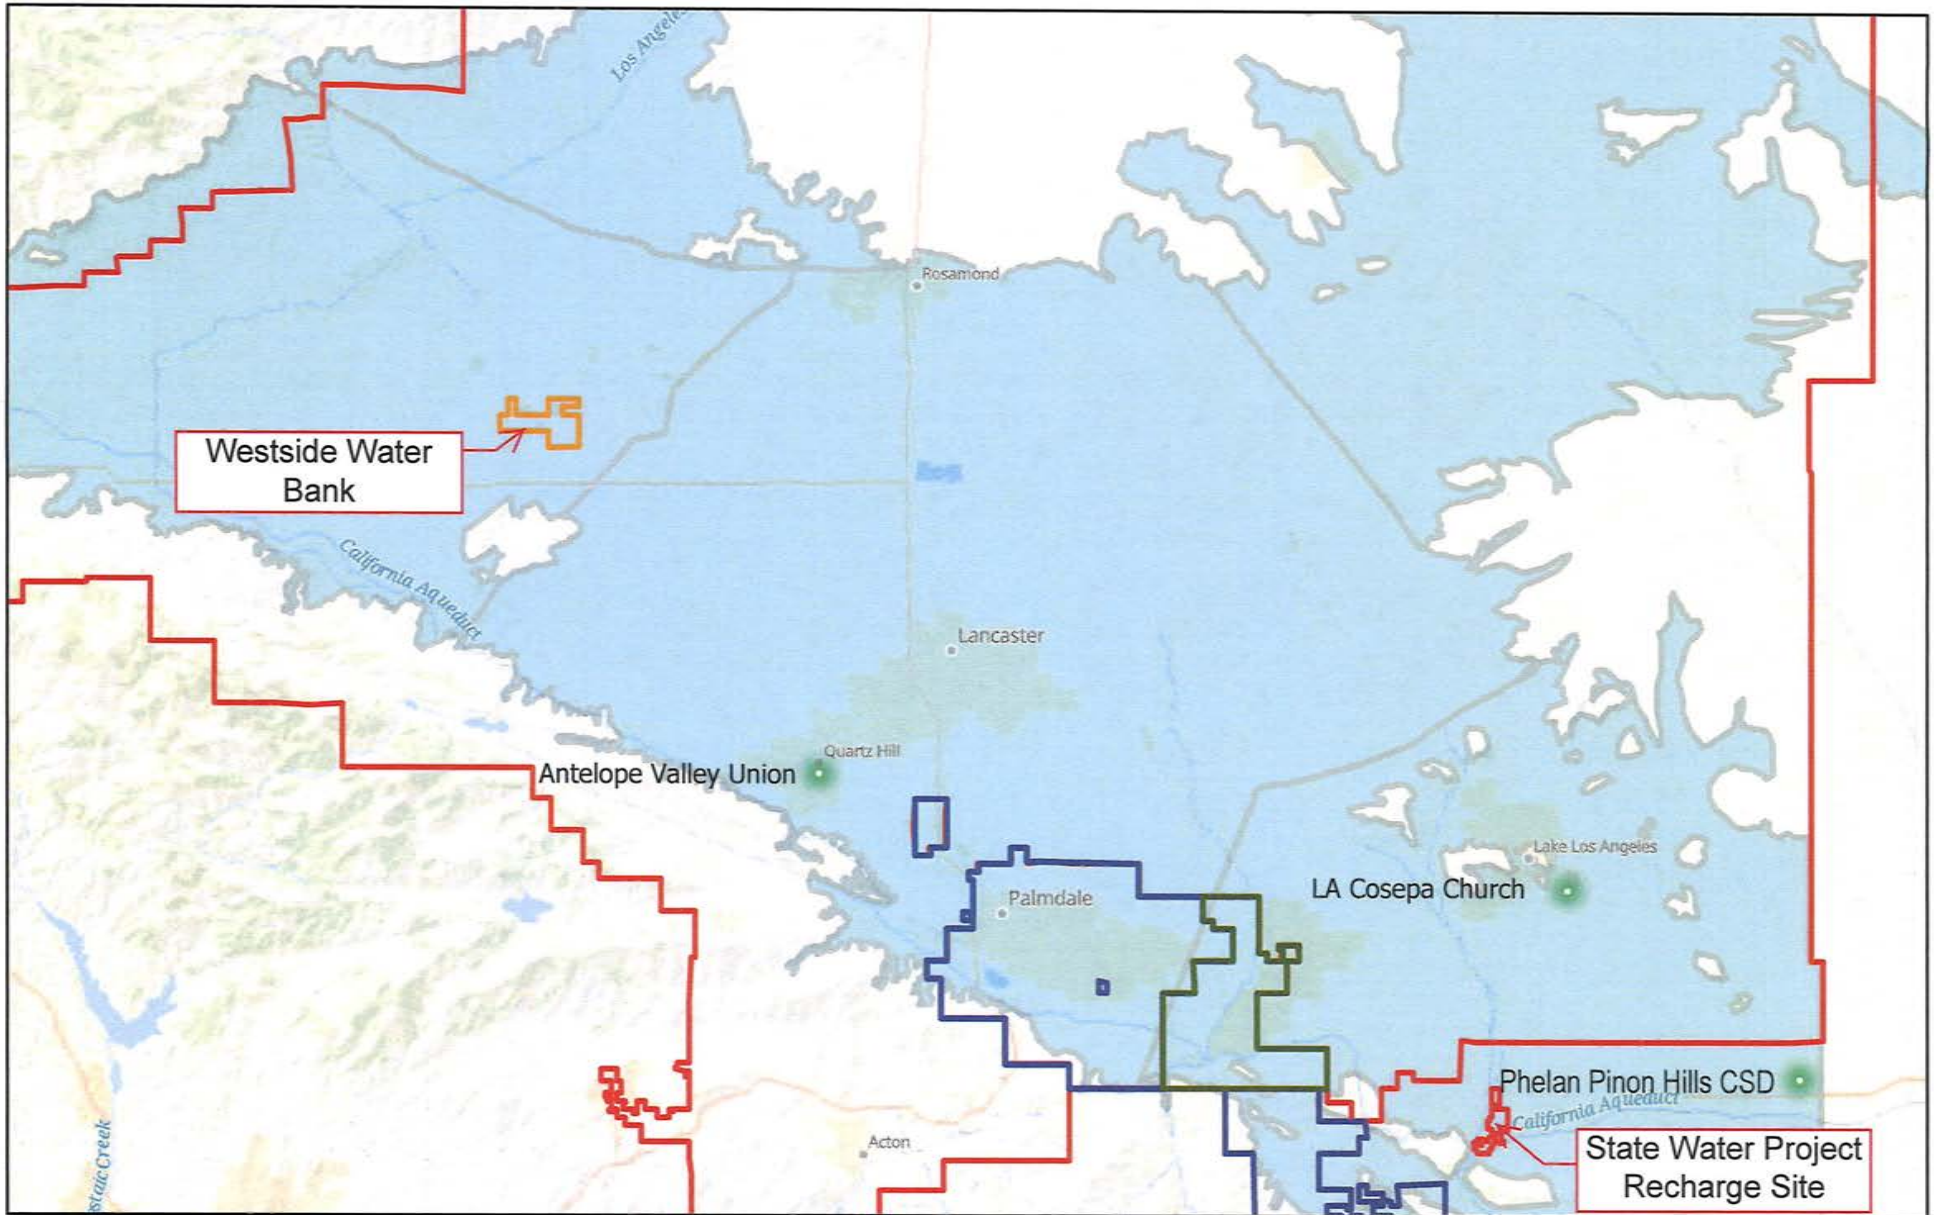 Los Angeles
Rosamond
Westside Water
Bank
California Aqueduct
Lancaster
Quartz Hill
Antelope Valley Union
Lake Los Angeles
LA Cosepa Church
Palmdale
Phelan Pinon Hills CSD
California Aqueduct
Acton
State Water Project
Recharge Site
staicCreek